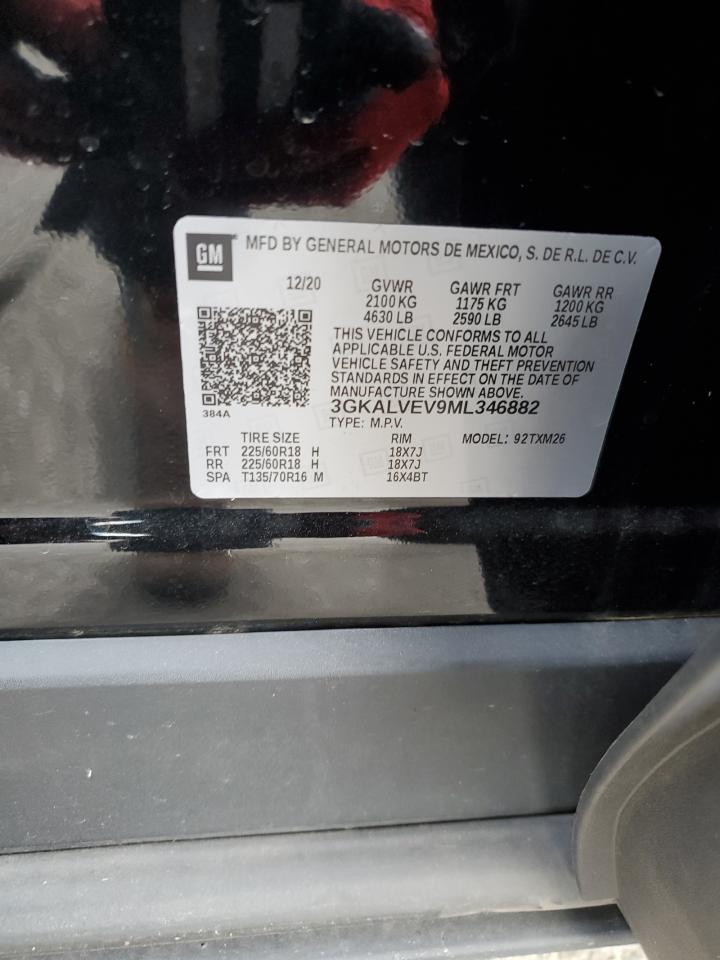 GM MFD BY GENERAL MOTORS DE MEXICO, S. DE R.L. DE C.V.
12/20 GVWR GAWR FRT GAWR RR
2100 KG 1175 KG 1200 KG
4630 LB 2590 LB 2645 LB
THIS VEHICLE CONFORMS TO ALL
APPLICABLE U.S. FEDERAL MOTOR
VEHICLE SAFETY AND THEFT PREVENTION
STANDARDS IN EFFECT ON THE DATE OF
MANUFACTURE SHOWN ABOVE.
384A
3GKALVEV9ML346882
TYPE: M.P.V.
TIRE SIZE RIM MODEL: 92TXM26
FRT 225/60R18 H 18X7J
RR 225/60R18 H 18X7J
SPA T135/70R16 M 16X4BT